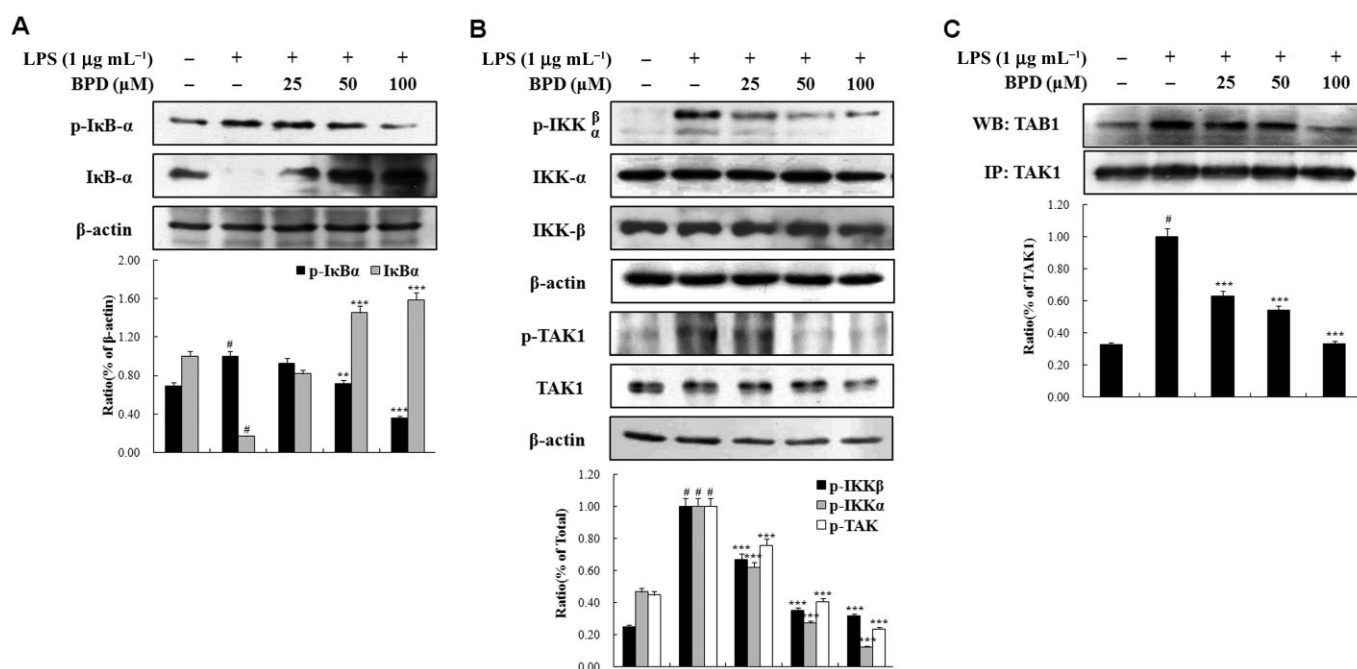 A
LPS (1 µg mL⁻¹) – + + + +
BPD (µM) – – 25 50 100
p-IκB-α
IκB-α
β-actin
2.00
1.60
1.20
0.80
0.40
0.00
Ratio(% of β-actin)
p-IκBα IκBα
# # ** *** *** ***
B
LPS (1 µg mL⁻¹) – + + + +
BPD (µM) – – 25 50 100
p-IKK β
α
IKK-α
IKK-β
β-actin
p-TAK1
TAK1
β-actin
1.20
1.00
0.80
0.60
0.40
0.20
0.00
Ratio(% of Total)
p-IKKβ
p-IKKα
p-TAK
# # # *** *** *** *** *** *** *** *** ***
C
LPS (1 µg mL⁻¹) – + + + +
BPD (µM) – – 25 50 100
WB: TAB1
IP: TAK1
1.20
1.00
0.80
0.60
0.40
0.20
0.00
Ratio(% of TAK1)
# *** *** ***